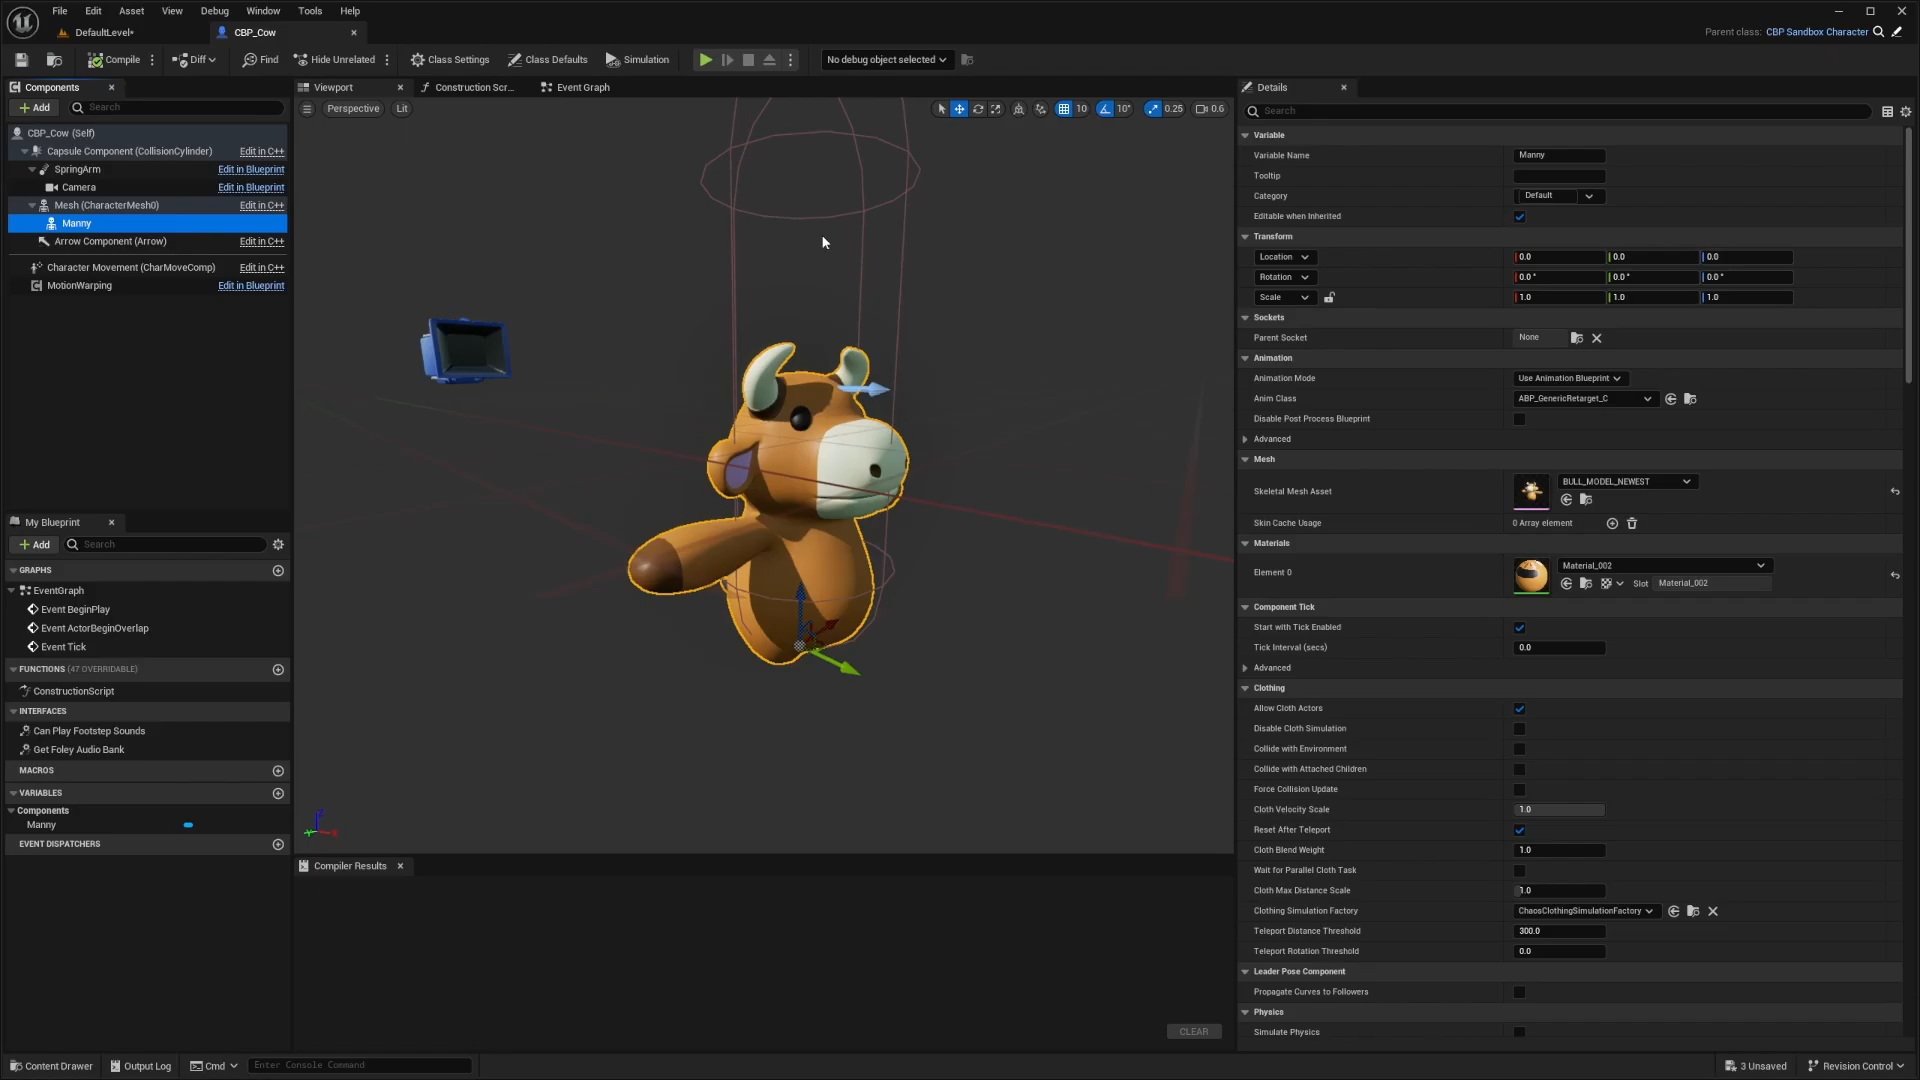 File Edit Asset View Debug Window Tools Help
DefaultLevel*
CBP_Cow
Parent class: CBP Sandbox Character
Compile
Diff
Find
Hide Unrelated
Class Settings
Class Defaults
Simulation
No debug object selected
Components
Add
Search
CBP_Cow (Self)
Capsule Component (CollisionCylinder) Edit in C++
SpringArm Edit in Blueprint
Camera Edit in Blueprint
Mesh (CharacterMesh0) Edit in C++
Manny
Arrow Component (Arrow) Edit in C++
Character Movement (CharMoveComp) Edit in C++
MotionWarping Edit in Blueprint
My Blueprint
Add
Search
GRAPHS
EventGraph
Event BeginPlay
Event ActorBeginOverlap
Event Tick
FUNCTIONS (47 OVERRIDABLE)
ConstructionScript
INTERFACES
Can Play Footstep Sounds
Get Foley Audio Bank
MACROS
VARIABLES
Components
Manny
EVENT DISPATCHERS
Viewport
Construction Scr...
Event Graph
Perspective
Lit
10
10°
0.25
0.6
Compiler Results
CLEAR
Details
Search
Variable
Variable Name Manny
Tooltip
Category Default
Editable when Inherited
Transform
Location 0.0 0.0 0.0
Rotation 0.0° 0.0° 0.0°
Scale 1.0 1.0 1.0
Sockets
Parent Socket None
Animation
Animation Mode Use Animation Blueprint
Anim Class ABP_GenericRetarget_C
Disable Post Process Blueprint
Advanced
Mesh
Skeletal Mesh Asset BULL_MODEL_NEWEST
Skin Cache Usage 0 Array element
Materials
Element 0 Material_002
Slot Material_002
Component Tick
Start with Tick Enabled
Tick Interval (secs) 0.0
Advanced
Clothing
Allow Cloth Actors
Disable Cloth Simulation
Collide with Environment
Collide with Attached Children
Force Collision Update
Cloth Velocity Scale 1.0
Reset After Teleport
Cloth Blend Weight 1.0
Wait for Parallel Cloth Task
Cloth Max Distance Scale 1.0
Clothing Simulation Factory ChaosClothingSimulationFactory
Teleport Distance Threshold 300.0
Teleport Rotation Threshold 0.0
Leader Pose Component
Propagate Curves to Followers
Physics
Simulate Physics
Content Drawer
Output Log
Cmd
Enter Console Command
3 Unsaved
Revision Control